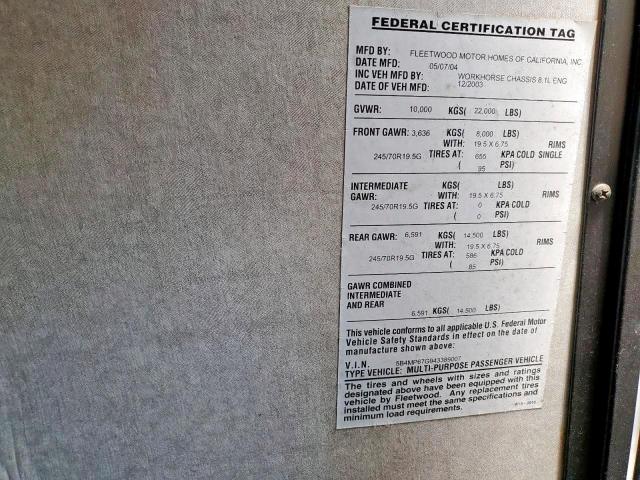 FEDERAL CERTIFICATION TAG
MFD BY: FLEETWOOD MOTOR HOMES OF CALIFORNIA, INC.
DATE MFD: 05/07/04
INC VEH MFD BY: WORKHORSE CHASSIS 8.1L ENG
DATE OF VEH MFD: 12/2003
GVWR: 10,000 KGS( 22,000 LBS)
FRONT GAWR: 3,636 KGS( 8,000 LBS)
WITH: 19.5 X 6.75 RIMS
245/70R19.5G TIRES AT: 655 KPA COLD SINGLE
( 95 PSI)
INTERMEDIATE KGS( LBS)
GAWR: WITH: 19.5 X 6.75 RIMS
245/70R19.5G TIRES AT: 0 KPA COLD
( 0 PSI)
REAR GAWR: 6,591 KGS( 14,500 LBS)
WITH: 19.5 X 6.75 RIMS
245/70R19.5G TIRES AT: 586 KPA COLD
( 85 PSI)
GAWR COMBINED
INTERMEDIATE
AND REAR
6,591 KGS( 14,500 LBS)
This vehicle conforms to all applicable U.S. Federal Motor
Vehicle Safety Standards in effect on the date of
manufacture shown above:
V.I.N. 5B4MP67G943389007
TYPE VEHICLE: MULTI-PURPOSE PASSENGER VEHICLE
The tires and wheels with sizes and ratings
designated above have been equipped with this
vehicle by Fleetwood. Any replacement tires
installed must meet the same specifications and
minimum load requirements.